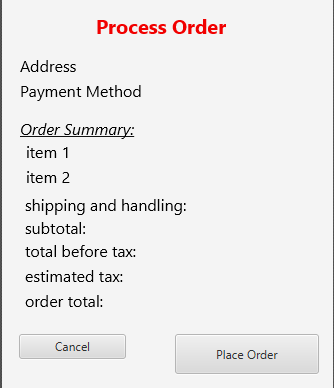 Process Order
Address
Payment Method
Order Summary:
item 1
item 2
shipping and handling:
subtotal:
total before tax:
estimated tax:
order total:
Cancel
Place Order